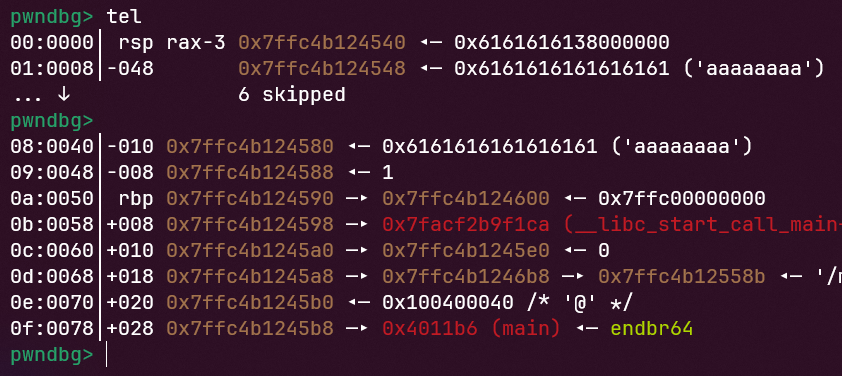 pwndbg> tel
00:0000│ rsp rax-3 0x7ffc4b124540 ◂— 0x6161616138000000
01:0008│-048       0x7ffc4b124548 ◂— 0x6161616161616161 ('aaaaaaaa')
... ↓            6 skipped
pwndbg>
08:0040│-010 0x7ffc4b124580 ◂— 0x6161616161616161 ('aaaaaaaa')
09:0048│-008 0x7ffc4b124588 ◂— 1
0a:0050│ rbp 0x7ffc4b124590 —▸ 0x7ffc4b124600 ◂— 0x7ffc00000000
0b:0058│+008 0x7ffc4b124598 —▸ 0x7facf2b9f1ca (__libc_start_call_main
0c:0060│+010 0x7ffc4b1245a0 —▸ 0x7ffc4b1245e0 ◂— 0
0d:0068│+018 0x7ffc4b1245a8 —▸ 0x7ffc4b1246b8 —▸ 0x7ffc4b12558b ◂— '/
0e:0070│+020 0x7ffc4b1245b0 ◂— 0x100400040 /* '@' */
0f:0078│+028 0x7ffc4b1245b8 —▸ 0x4011b6 (main) ◂— endbr64
pwndbg>